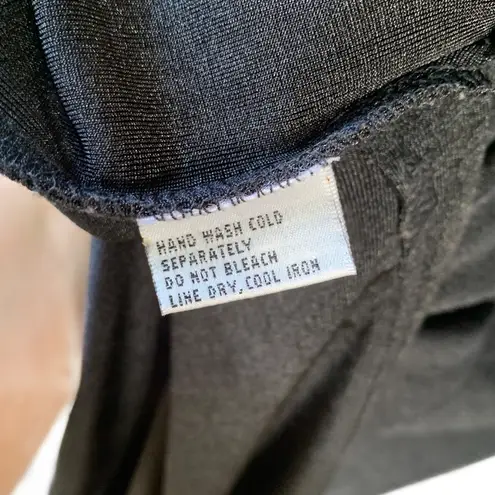 HAND WASH COLD
SEPARATELY
DO NOT BLEACH
LINE DRY, COOL IRON